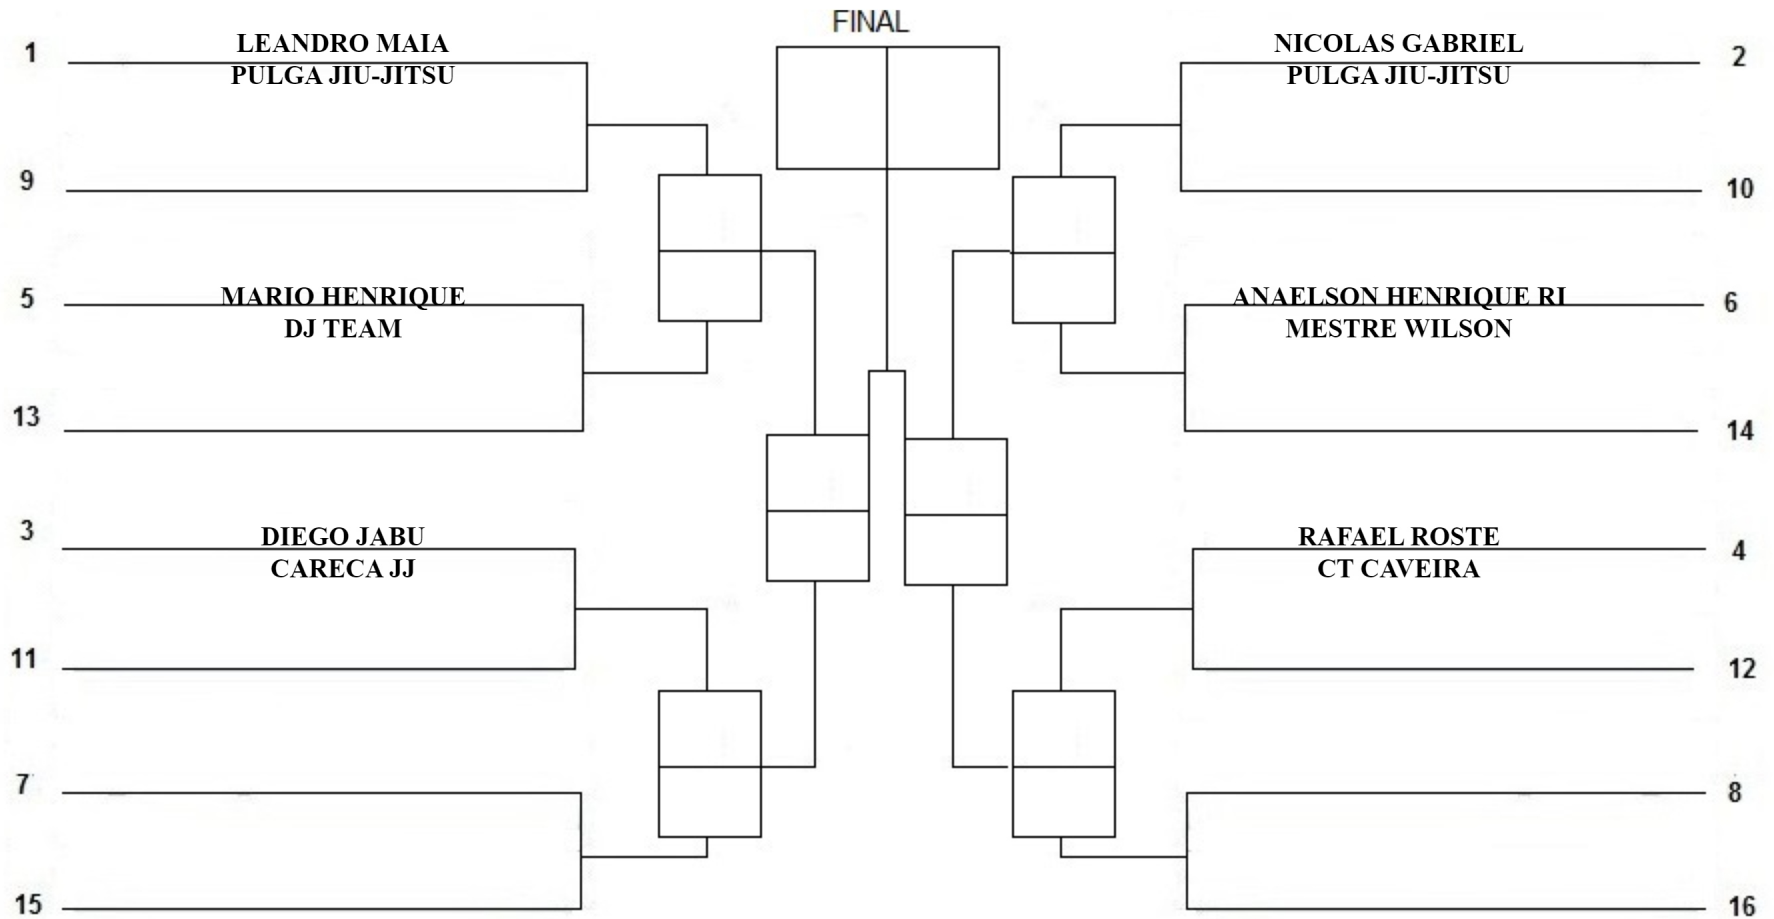 FINAL
1
LEANDRO MAIA
PULGA JIU-JITSU
9
5
MARIO HENRIQUE
DJ TEAM
13
3
DIEGO JABU
CARECA JJ
11
7
15
NICOLAS GABRIEL
PULGA JIU-JITSU
2
10
ANAELSON HENRIQUE RI
MESTRE WILSON
6
14
RAFAEL ROSTE
CT CAVEIRA
4
12
8
16